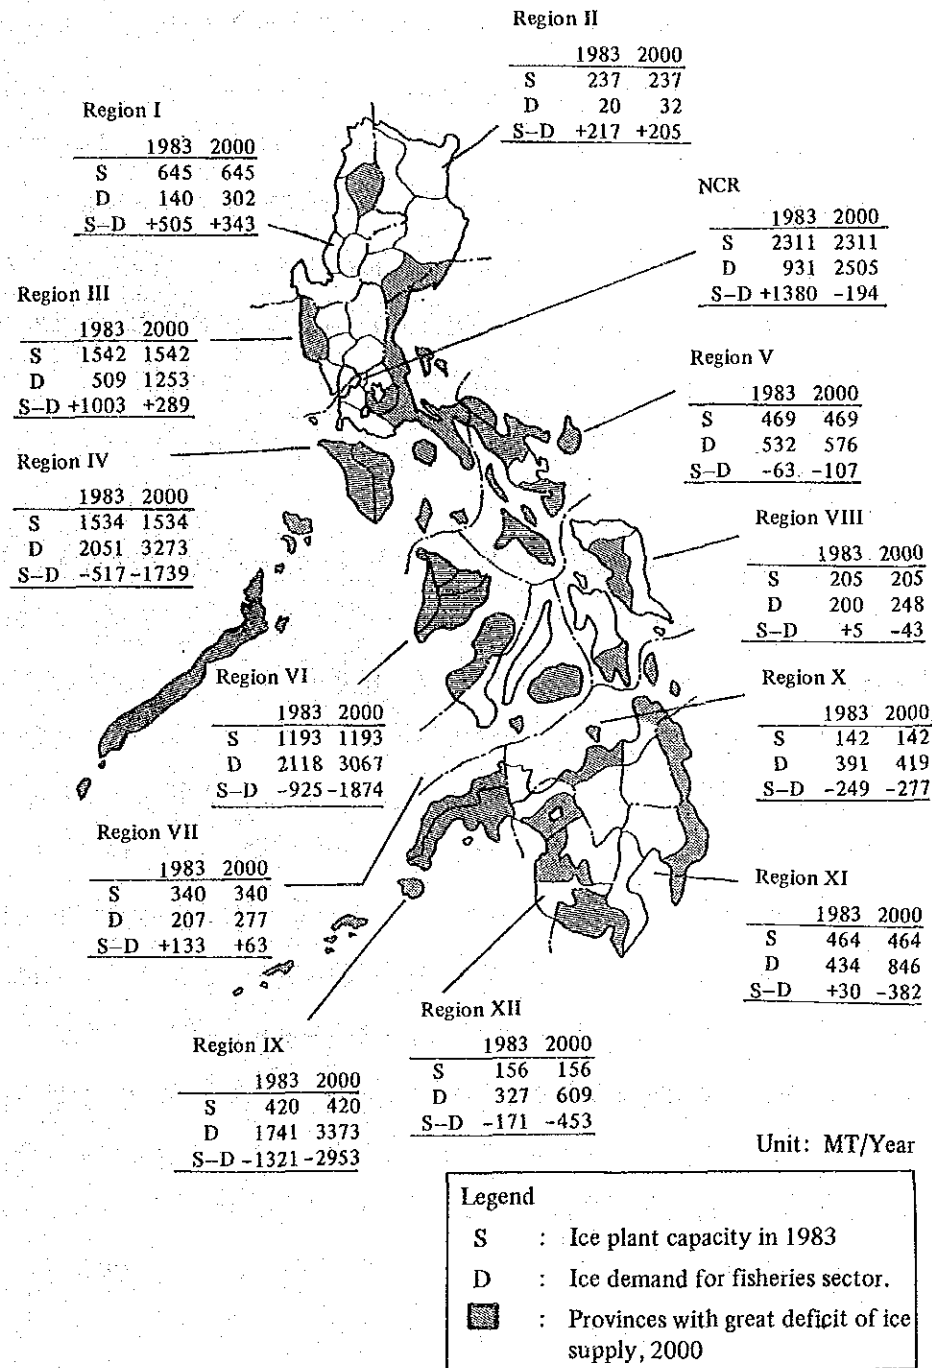 Region II
1983 2000
S 237 237
D 20 32
S–D +217 +205
Region I
1983 2000
S 645 645
D 140 302
S–D +505 +343
NCR
1983 2000
S 2311 2311
D 931 2505
S–D +1380 -194
Region III
1983 2000
S 1542 1542
D 509 1253
S–D +1003 +289
Region V
1983 2000
S 469 469
D 532 576
S–D -63 -107
Region IV
1983 2000
S 1534 1534
D 2051 3273
S–D -517 -1739
Region VIII
1983 2000
S 205 205
D 200 248
S–D +5 -43
Region VI
1983 2000
S 1193 1193
D 2118 3067
S–D -925 -1874
Region X
1983 2000
S 142 142
D 391 419
S–D -249 -277
Region VII
1983 2000
S 340 340
D 207 277
S–D +133 +63
Region XI
1983 2000
S 464 464
D 434 846
S–D +30 -382
Region XII
1983 2000
S 156 156
D 327 609
S–D -171 -453
Region IX
1983 2000
S 420 420
D 1741 3373
S–D -1321 -2953
Unit: MT/Year
Legend
S : Ice plant capacity in 1983
D : Ice demand for fisheries sector.
: Provinces with great deficit of ice
supply, 2000